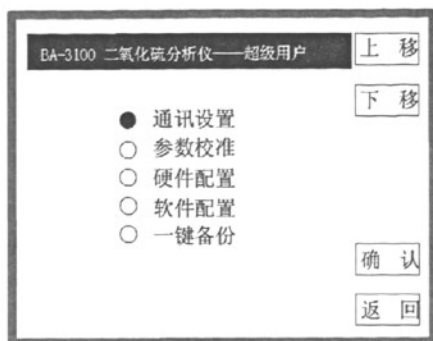 BA-3100 二氧化硫分析仪——超级用户
上 移
下 移
通讯设置
参数校准
硬件配置
软件配置
一键备份
确 认
返 回